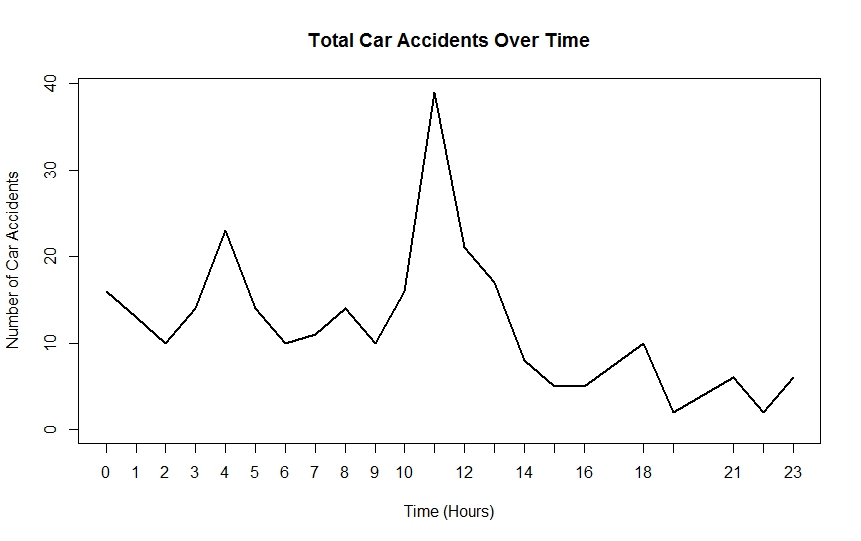 Total Car Accidents Over Time
Number of Car Accidents
40
30
20
10
0
0 1 2 3 4 5 6 7 8 9 10 12 14 16 18 21 23
Time (Hours)